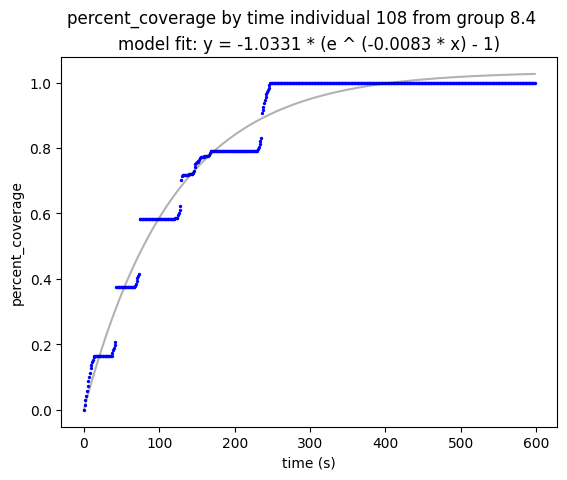 percent_coverage by time individual 108 from group 8.4
model fit: y = -1.0331 * (e ^ (-0.0083 * x) - 1)
1.0
0.8
0.6
0.4
0.2
0.0
percent_coverage
0 100 200 300 400 500 600
time (s)